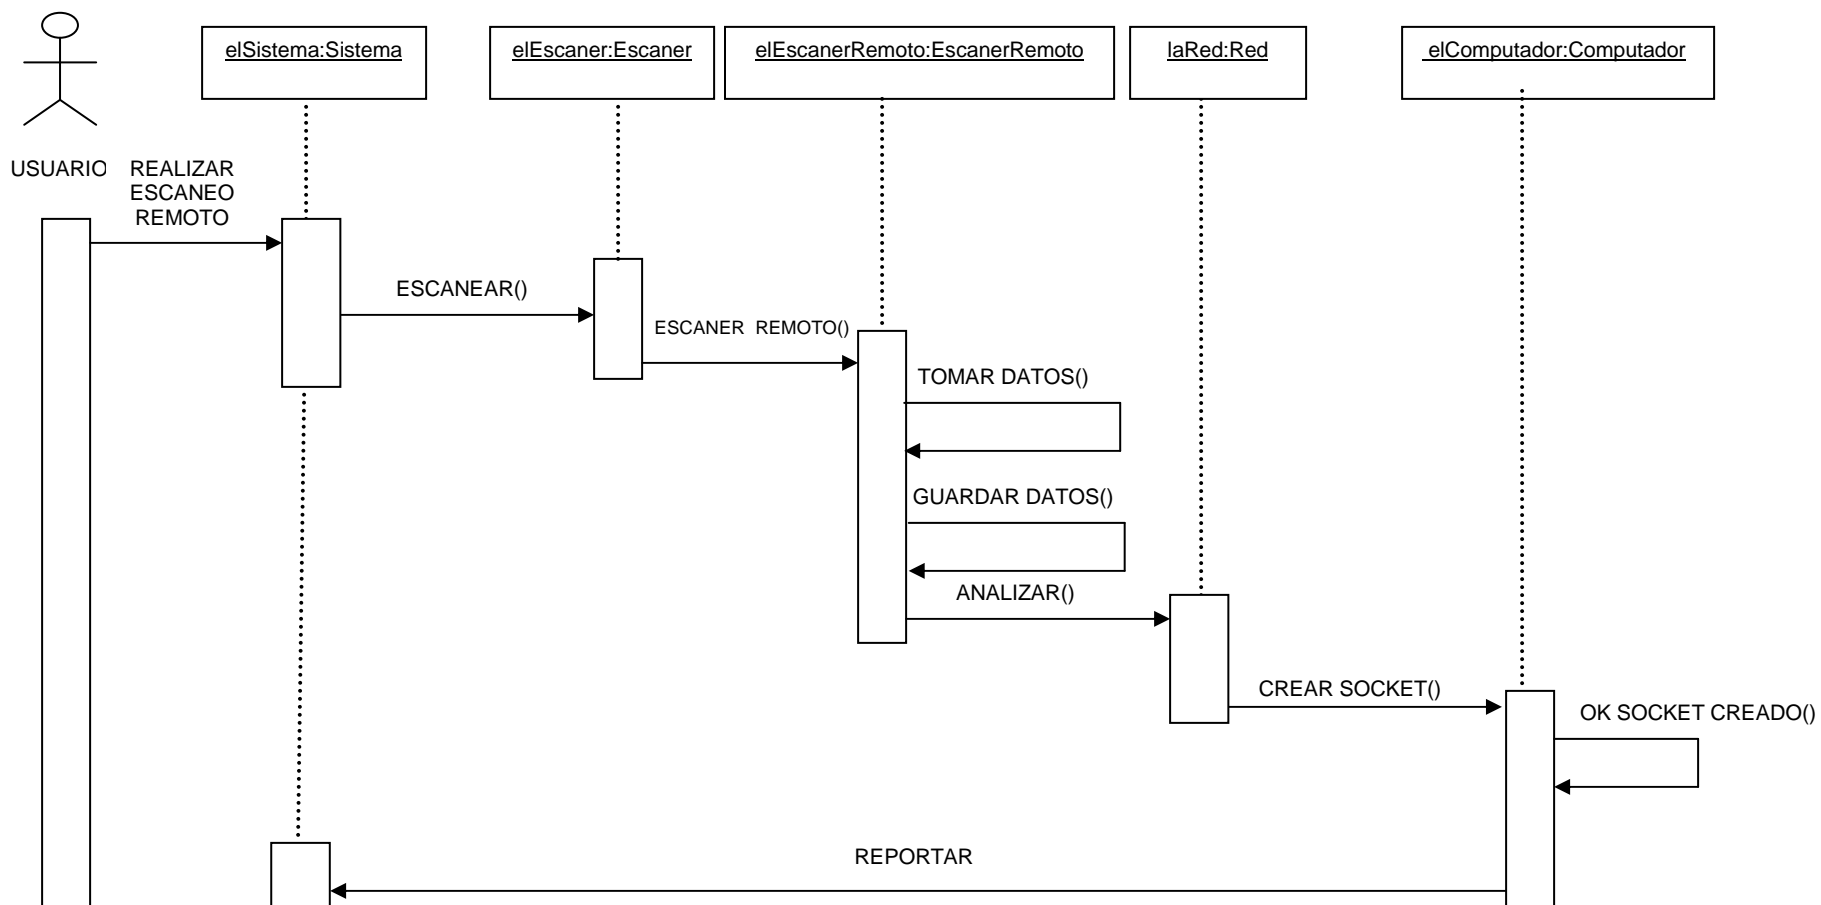 elSistema:Sistema
elEscaner:Escaner
elEscanerRemoto:EscanerRemoto
laRed:Red
elComputador:Computador
USUARIO
REALIZAR
ESCANEO
REMOTO
ESCANEAR()
ESCANER REMOTO()
TOMAR DATOS()
GUARDAR DATOS()
ANALIZAR()
CREAR SOCKET()
OK SOCKET CREADO()
REPORTAR